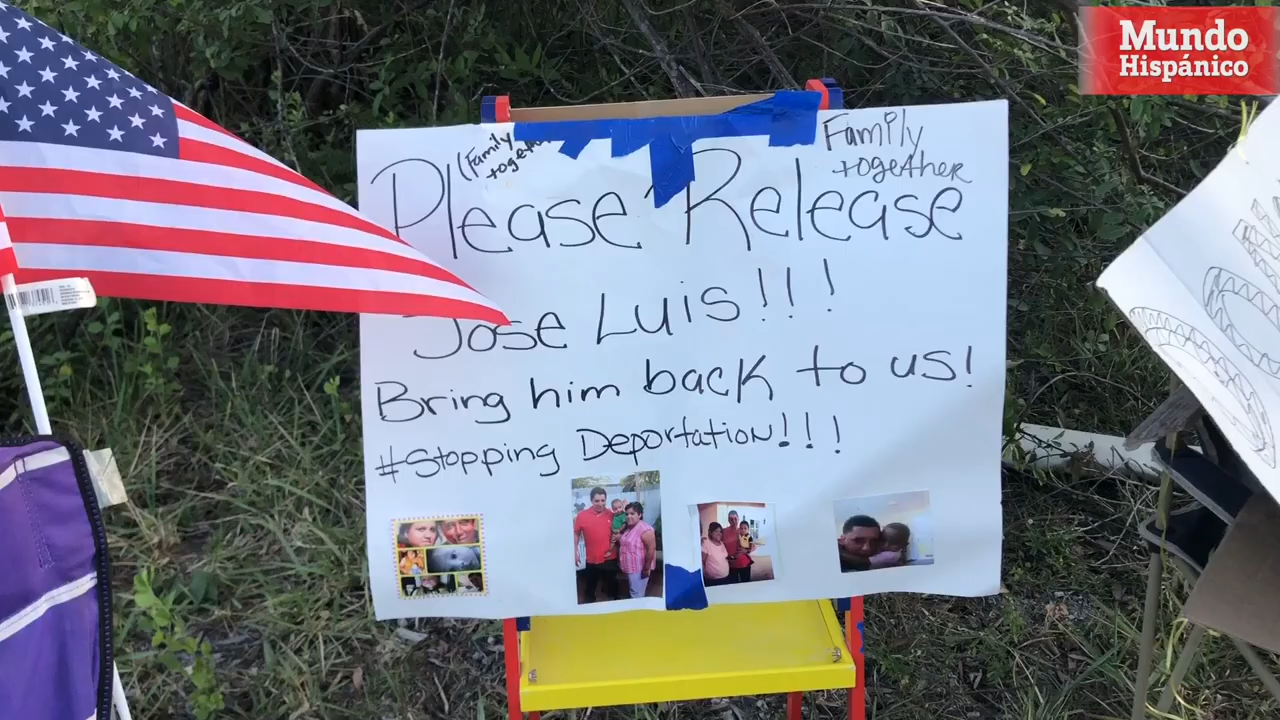 Mundo
Hispánico
(Family
together
Family
together
Please Release
Jose Luis!!!
Bring him back to us!
#Stopping Deportation!!!